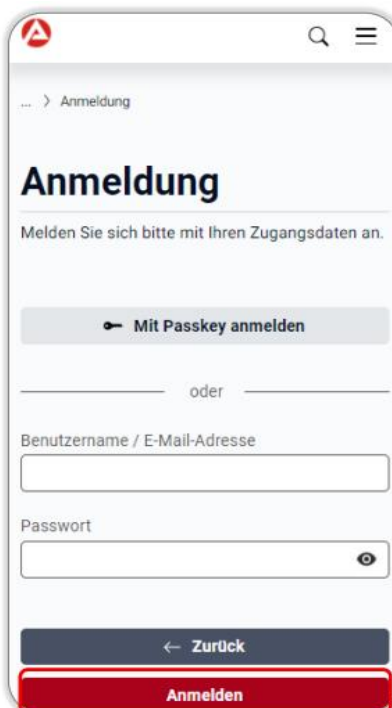 ... > Anmeldung
Anmeldung
Melden Sie sich bitte mit Ihren Zugangsdaten an.
Mit Passkey anmelden
oder
Benutzername / E-Mail-Adresse
Passwort
← Zurück
Anmelden